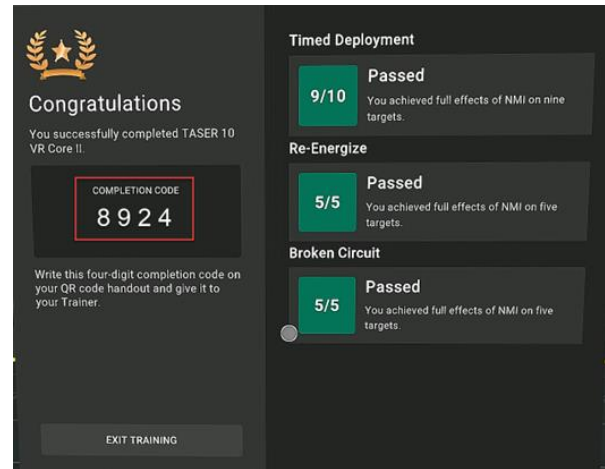 Congratulations
You successfully completed TASER 10
VR Core II.
COMPLETION CODE
8924
Write this four-digit completion code on
your QR code handout and give it to
your Trainer.
EXIT TRAINING
Timed Deployment
9/10
Passed
You achieved full effects of NMI on nine
targets.
Re-Energize
5/5
Passed
You achieved full effects of NMI on five
targets.
Broken Circuit
5/5
Passed
You achieved full effects of NMI on five
targets.